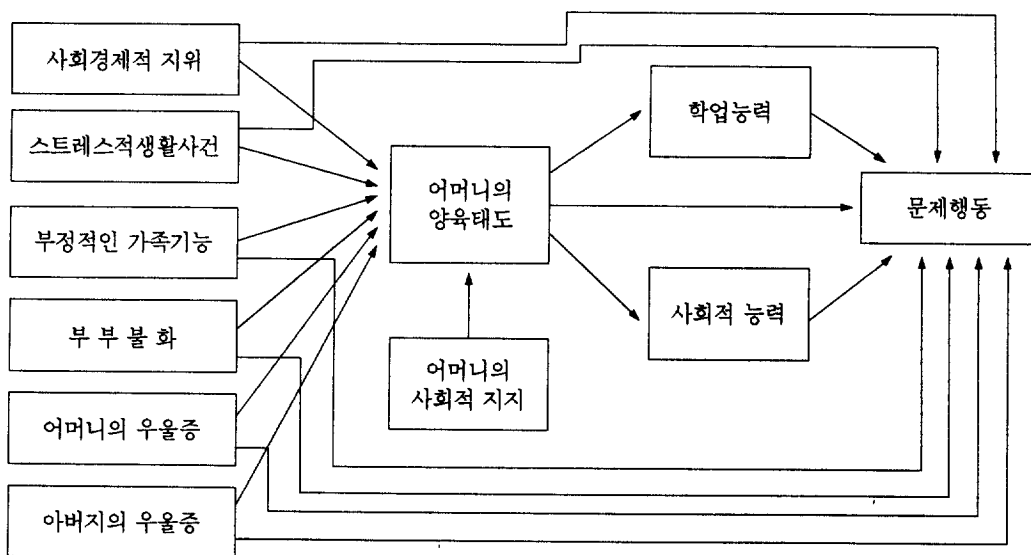 사회경제적 지위
스트레스적생활사건
부정적인 가족기능
부 부 불 화
어머니의 우울증
아버지의 우울증
어머니의
양육태도
어머니의
사회적 지지
학업능력
사회적 능력
문제행동